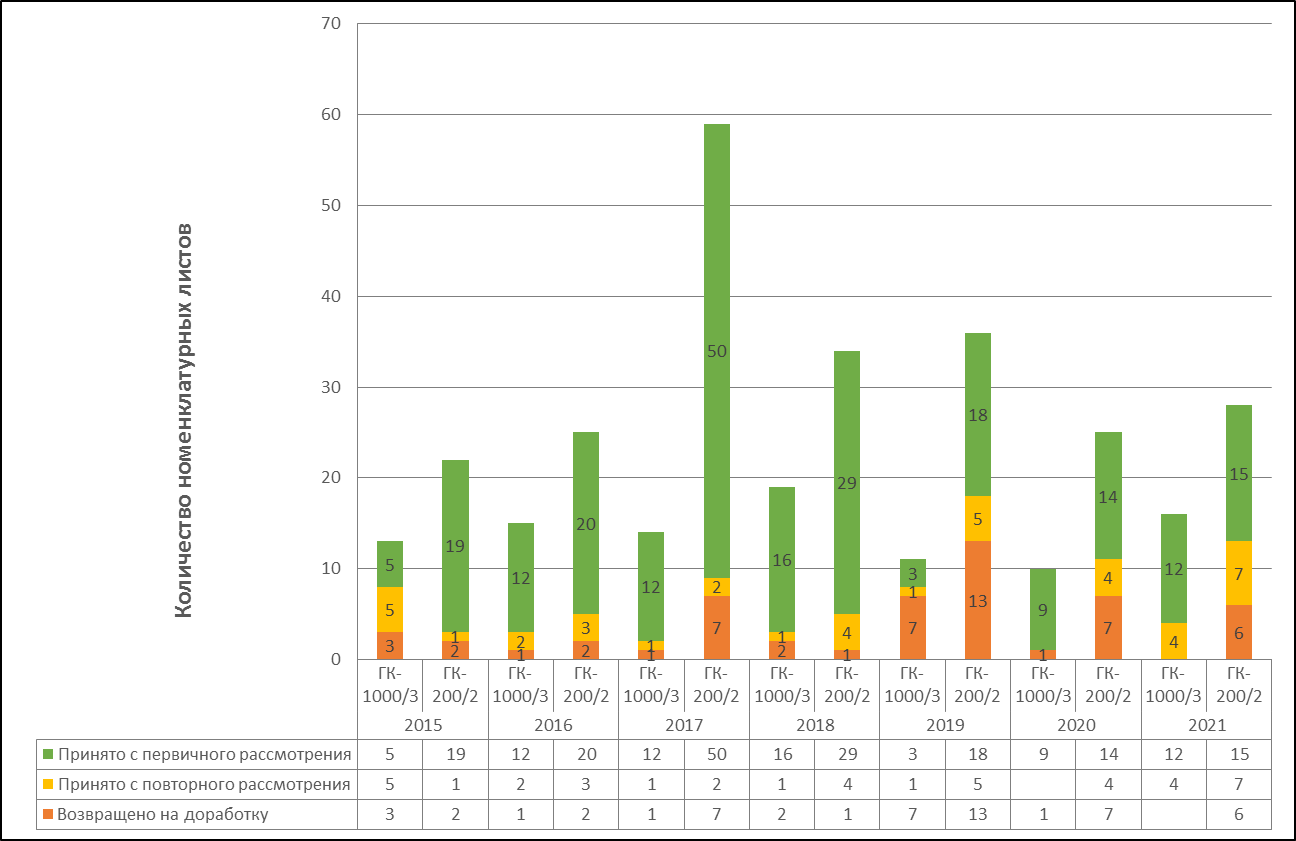 Количество номенклатурных листов
70
60
50
40
30
20
10
0
5 19 12 20 12 50 16 29 3 18 9 14 12 15
5 1 2 3 1 2 1 4 1 5 4 4 7
3 2 1 2 1 7 2 1 7 13 1 7 6
ГК- ГК- ГК- ГК- ГК- ГК- ГК- ГК- ГК- ГК- ГК- ГК- ГК- ГК-
1000/3 200/2 1000/3 200/2 1000/3 200/2 1000/3 200/2 1000/3 200/2 1000/3 200/2 1000/3 200/2
2015 2016 2017 2018 2019 2020 2021
Принято с первичного рассмотрения 5 19 12 20 12 50 16 29 3 18 9 14 12 15
Принято с повторного рассмотрения 5 1 2 3 1 2 1 4 1 5 4 4 7
Возвращено на доработку 3 2 1 2 1 7 2 1 7 13 1 7 6